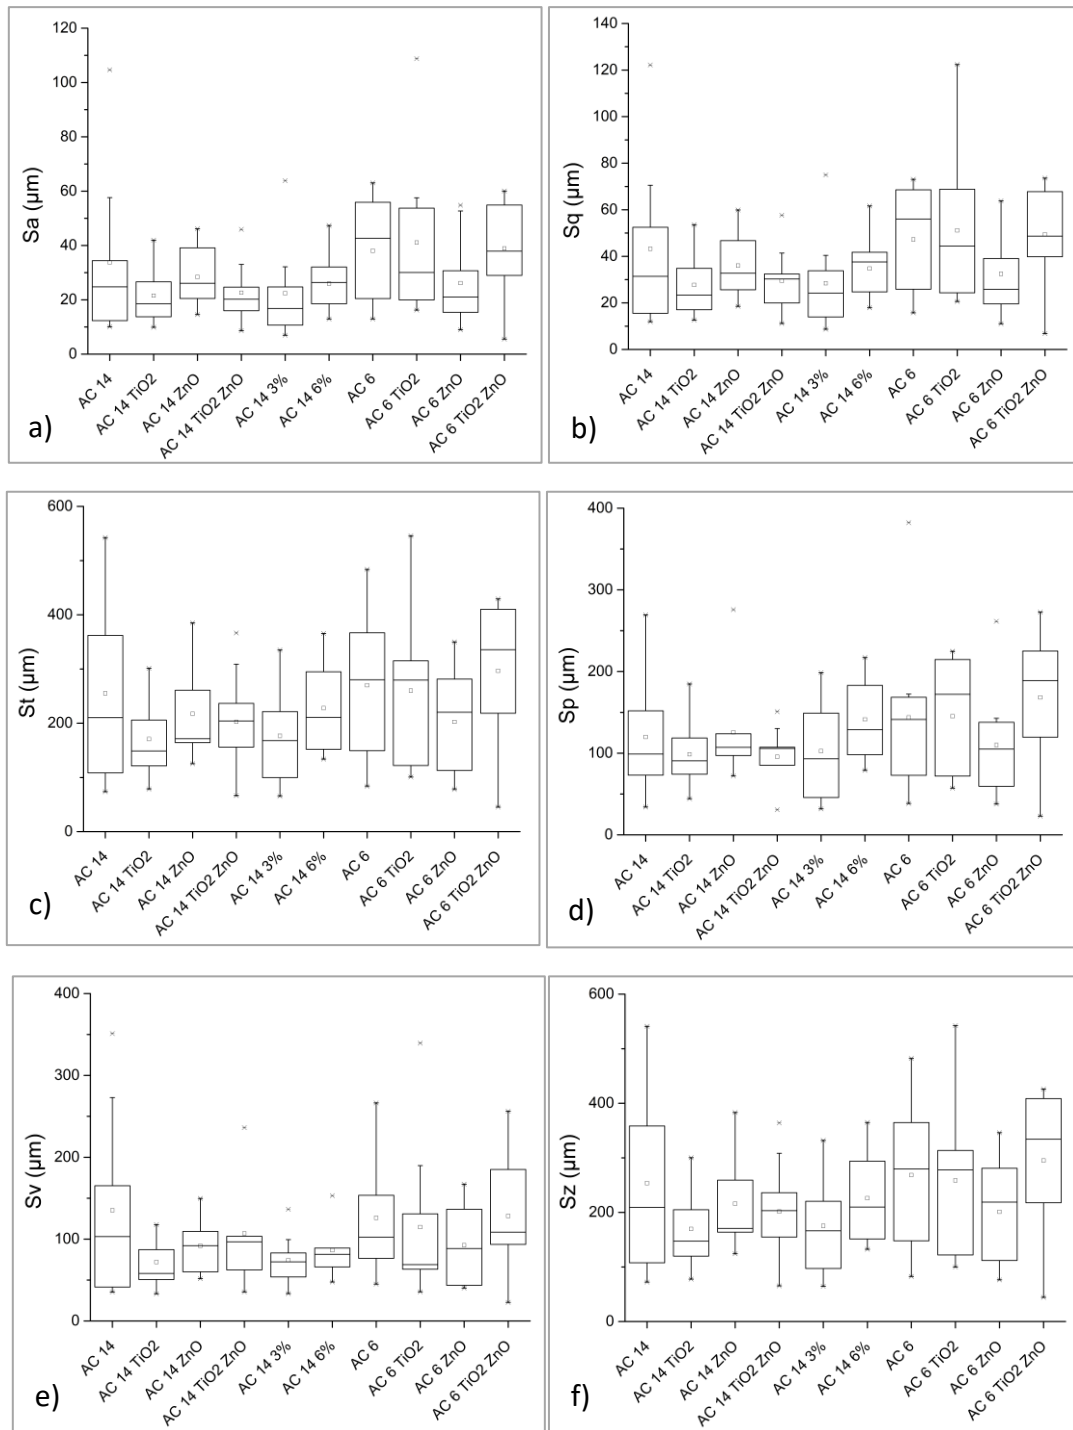 120
100
80
60
40
20
0
Sa (µm)
AC 14
AC 14 TiO2
AC 14 ZnO
AC 14 TiO2 ZnO
AC 14 3%
AC 14 6%
AC 6
AC 6 TiO2
AC 6 ZnO
AC 6 TiO2 ZnO
a)
140
120
100
80
60
40
20
0
Sq (µm)
AC 14
AC 14 TiO2
AC 14 ZnO
AC 14 TiO2 ZnO
AC 14 3%
AC 14 6%
AC 6
AC 6 TiO2
AC 6 ZnO
AC 6 TiO2 ZnO
b)
600
400
200
0
St (µm)
AC 14
AC 14 TiO2
AC 14 ZnO
AC 14 TiO2 ZnO
AC 14 3%
AC 14 6%
AC 6
AC 6 TiO2
AC 6 ZnO
AC 6 TiO2 ZnO
c)
400
300
200
100
0
Sp (µm)
AC 14
AC 14 TiO2
AC 14 ZnO
AC 14 TiO2 ZnO
AC 14 3%
AC 14 6%
AC 6
AC 6 TiO2
AC 6 ZnO
AC 6 TiO2 ZnO
d)
400
300
200
100
0
Sv (µm)
AC 14
AC 14 TiO2
AC 14 ZnO
AC 14 TiO2 ZnO
AC 14 3%
AC 14 6%
AC 6
AC 6 TiO2
AC 6 ZnO
AC 6 TiO2 ZnO
e)
600
400
200
0
Sz (µm)
AC 14
AC 14 TiO2
AC 14 ZnO
AC 14 TiO2 ZnO
AC 14 3%
AC 14 6%
AC 6
AC 6 TiO2
AC 6 ZnO
AC 6 TiO2 ZnO
f)